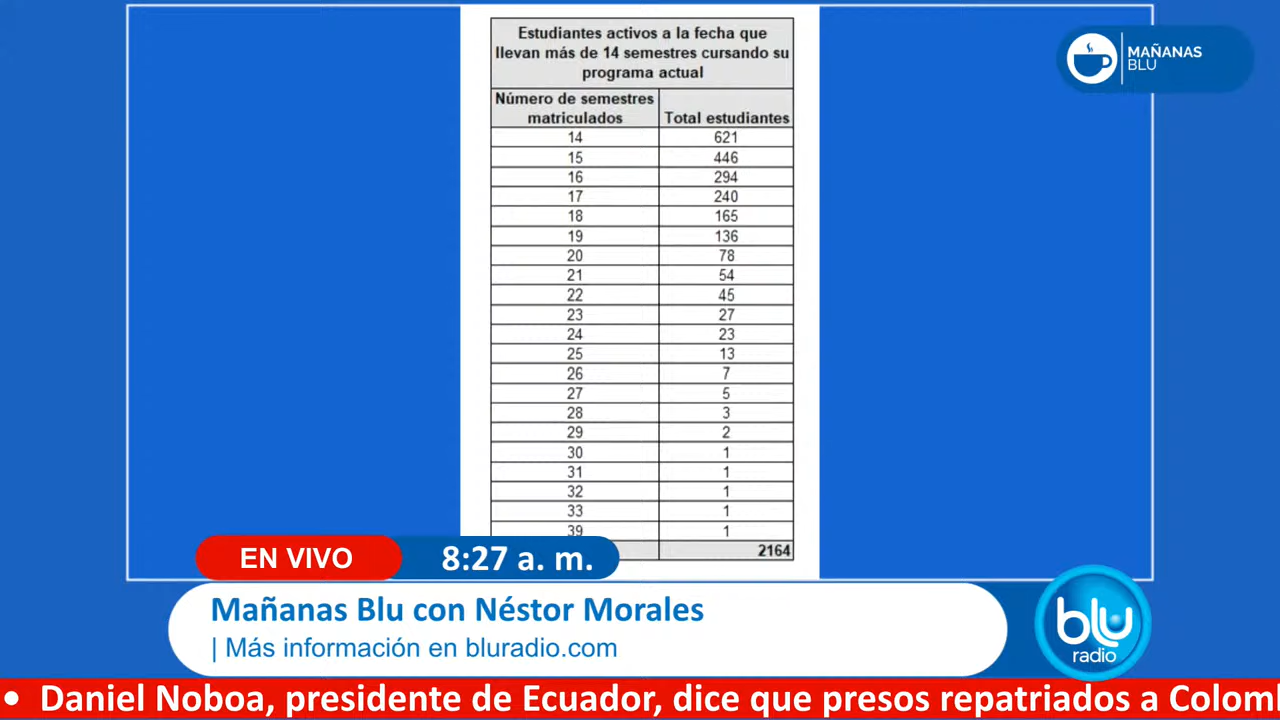 Estudiantes activos a la fecha que
llevan más de 14 semestres cursando su
programa actual
Número de semestres
matriculados
Total estudiantes
14 621
15 446
16 294
17 240
18 165
19 136
20 78
21 54
22 45
23 27
24 23
25 13
26 7
27 5
28 3
29 2
30 1
31 1
32 1
33 1
39 1
2164
MAÑANAS
BLU
EN VIVO
8:27 a. m.
Mañanas Blu con Néstor Morales
| Más información en bluradio.com
blu
radio
• Daniel Noboa, presidente de Ecuador, dice que presos repatriados a Colom